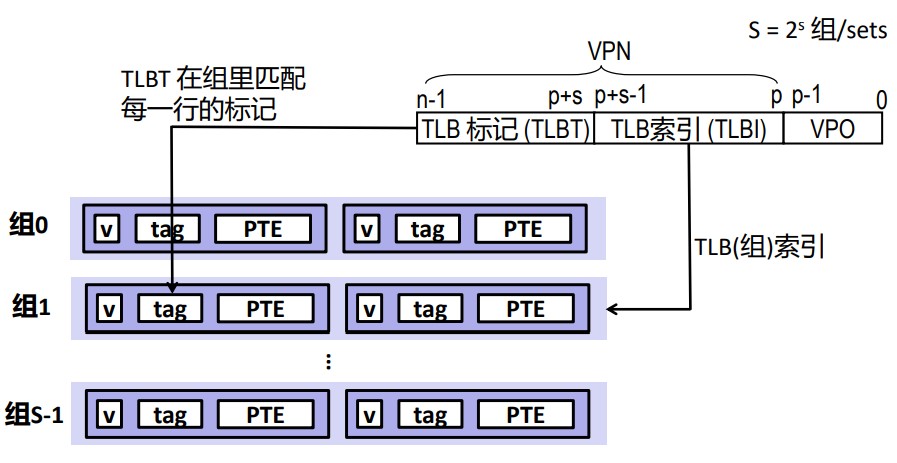 S = 2ˢ 组/sets
VPN
TLBT 在组里匹配
每一行的标记
n-1 p+s p+s-1 p p-1 0
TLB 标记 (TLBT) TLB索引 (TLBI) VPO
组0 v tag PTE v tag PTE
TLB(组)索引
组1 v tag PTE v tag PTE
...
组S-1 v tag PTE v tag PTE